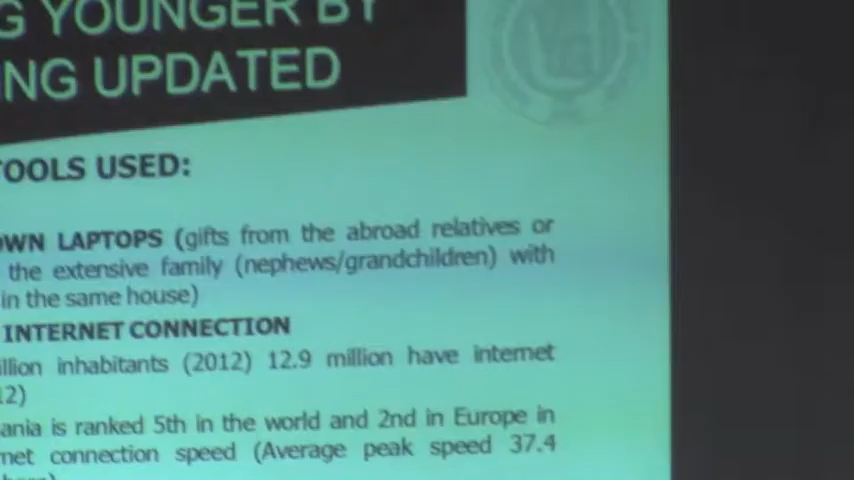 G YOUNGER BY
NG UPDATED
TOOLS USED:
OWN LAPTOPS (gifts from the abroad relatives or
the extensive family (nephews/grandchildren) with
in the same house)
INTERNET CONNECTION
illion inhabitants (2012) 12.9 million have internet
12)
ania is ranked 5th in the world and 2nd in Europe in
net connection speed (Average peak speed 37.4